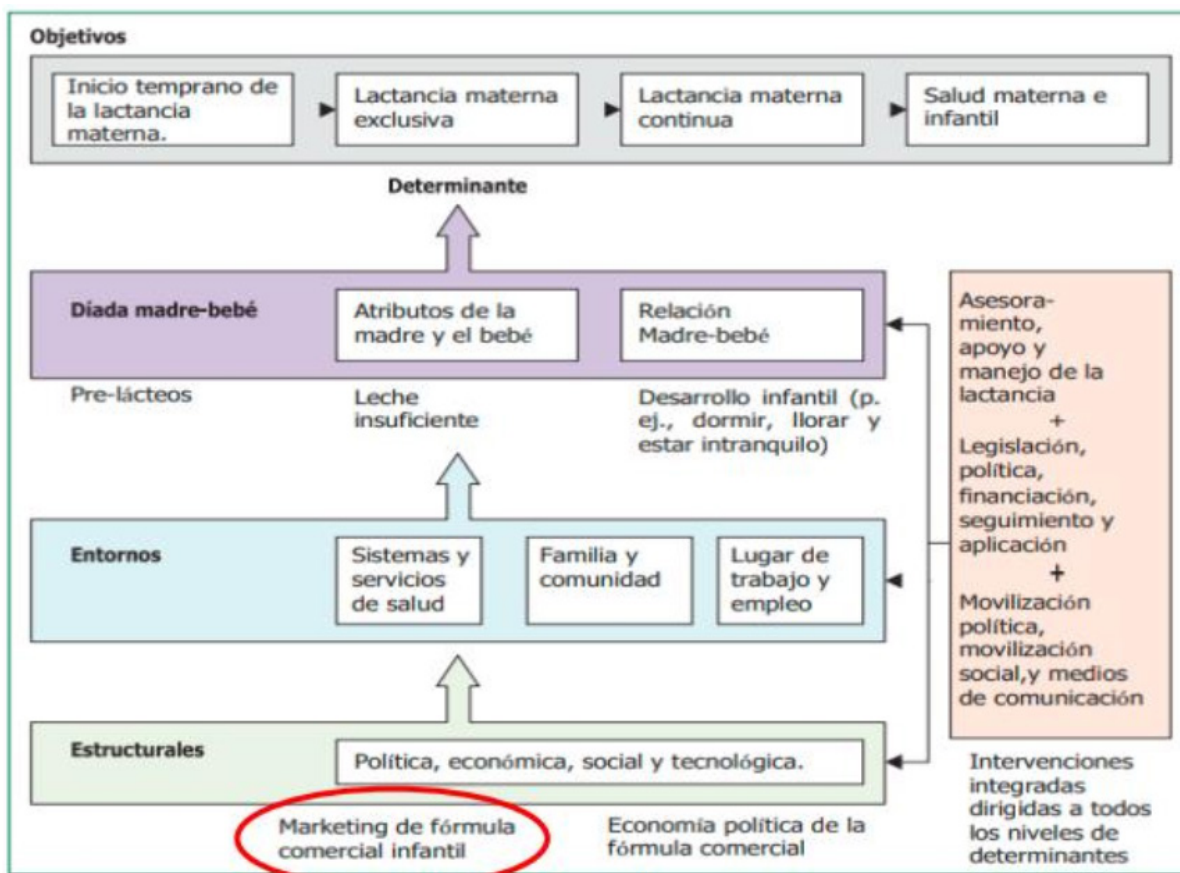 Objetivos
Inicio temprano de
la lactancia
materna.
Lactancia materna
exclusiva
Lactancia materna
continua
Salud materna e
infantil
Determinante
Díada madre-bebé
Atributos de la
madre y el bebé
Relación
Madre-bebé
Pre-lácteos
Leche
insuficiente
Desarrollo infantil (p.
ej., dormir, llorar y
estar intranquilo)
Entornos
Sistemas y
servicios
de salud
Familia y
comunidad
Lugar de
trabajo y
empleo
Estructurales
Política, económica, social y tecnológica.
Marketing de fórmula
comercial infantil
Economía política de la
fórmula comercial
Asesora-
miento,
apoyo y
manejo de la
lactancia
+
Legislación,
política,
financiación,
seguimiento y
aplicación
+
Movilización
política,
movilización
social,y medios
de comunicación
Intervenciones
integradas
dirigidas a todos
los niveles de
determinantes